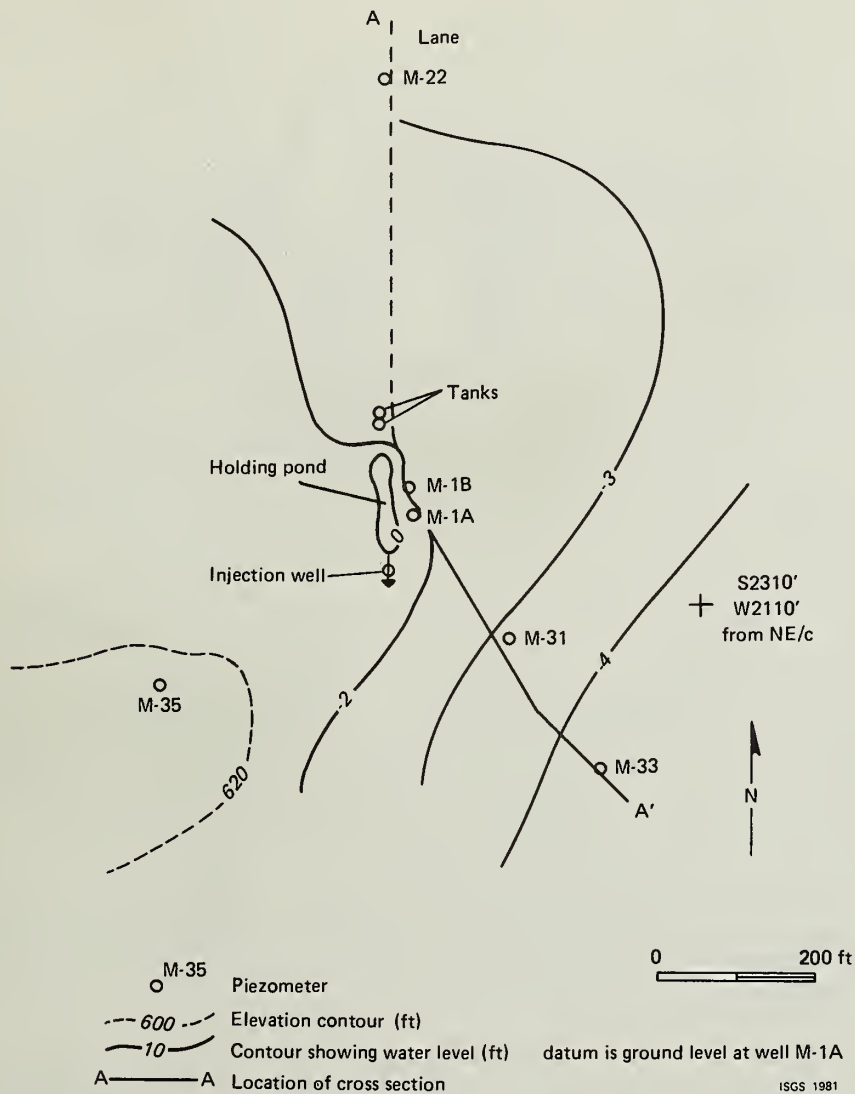 A
Lane
M-22
Tanks
Holding pond
M-1B
M-1A
0
Injection well
-3
S2310'
W2110'
from NE/c
M-31
-4
M-35
-2
M-33
620
A'
N
0 200 ft
M-35
Piezometer
600 Elevation contour (ft)
10 Contour showing water level (ft) datum is ground level at well M-1A
A A Location of cross section
ISGS 1981